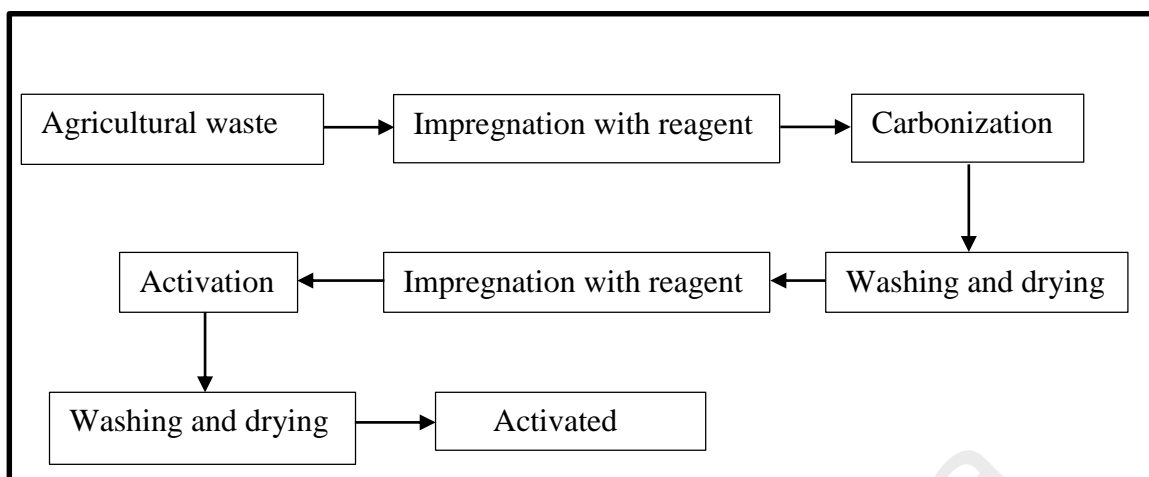 Agricultural waste
Impregnation with reagent
Carbonization
Washing and drying
Impregnation with reagent
Activation
Washing and drying
Activated